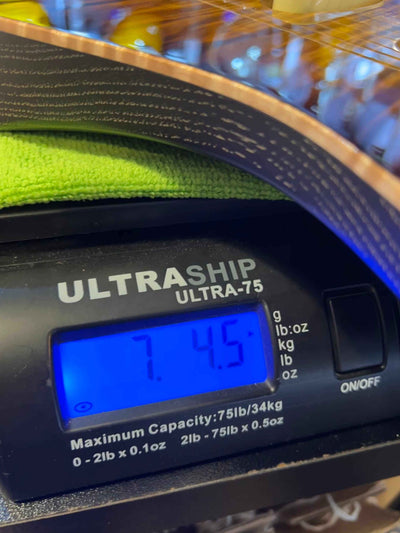 ULTRASHIP
ULTRA-75
7. 4.5
g
lb:oz
kg
lb
oz
ON/OFF
Maximum Capacity:75lb/34kg
0 - 2lb x 0.1oz 2lb - 75lb x 0.5oz